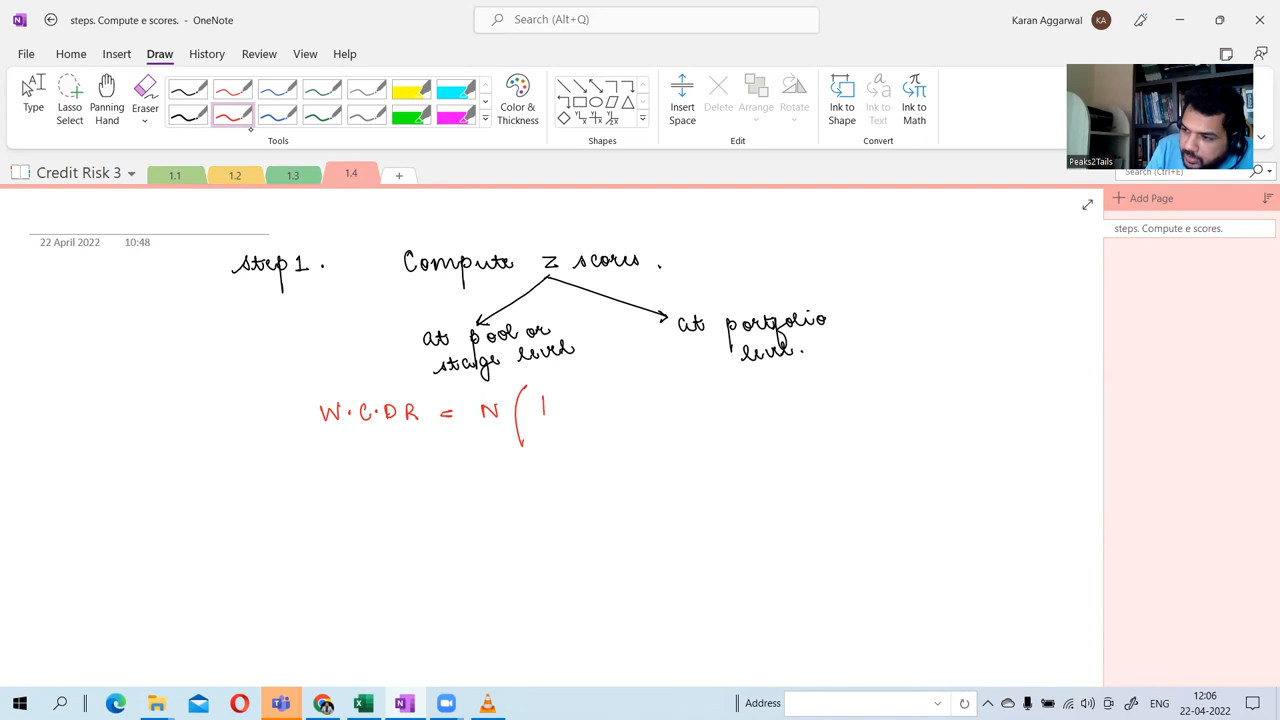 steps. Compute e scores. - OneNote
Search (Alt+Q)
Karan Aggarwal
KA
File Home Insert Draw History Review View Help
Type
Lasso Select
Panning Hand
Eraser
Color & Thickness
Insert Space
Delete
Arrange
Rotate
Ink to Shape
Ink to Text
Ink to Math
Tools
Shapes
Edit
Convert
Peaks2Tails
Credit Risk 3
1.1
1.2
1.3
1.4
Search (Ctrl+E)
Add Page
steps. Compute e scores.
22 April 2022 10:48
step 1. Compute z scores.
at pool or
stage level
at portfolio
level.
W.C.D R = N ( 1
Address
ENG
12:06
22-04-2022